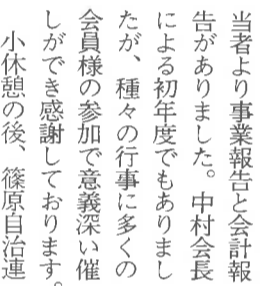 当者より事業報告と会計報
告がありました。中村会長
による初年度でもありまし
たが、種々の行事に多くの
会員様の参加で意義深い催
しができ感謝しております。
小休憩の後、篠原自治連